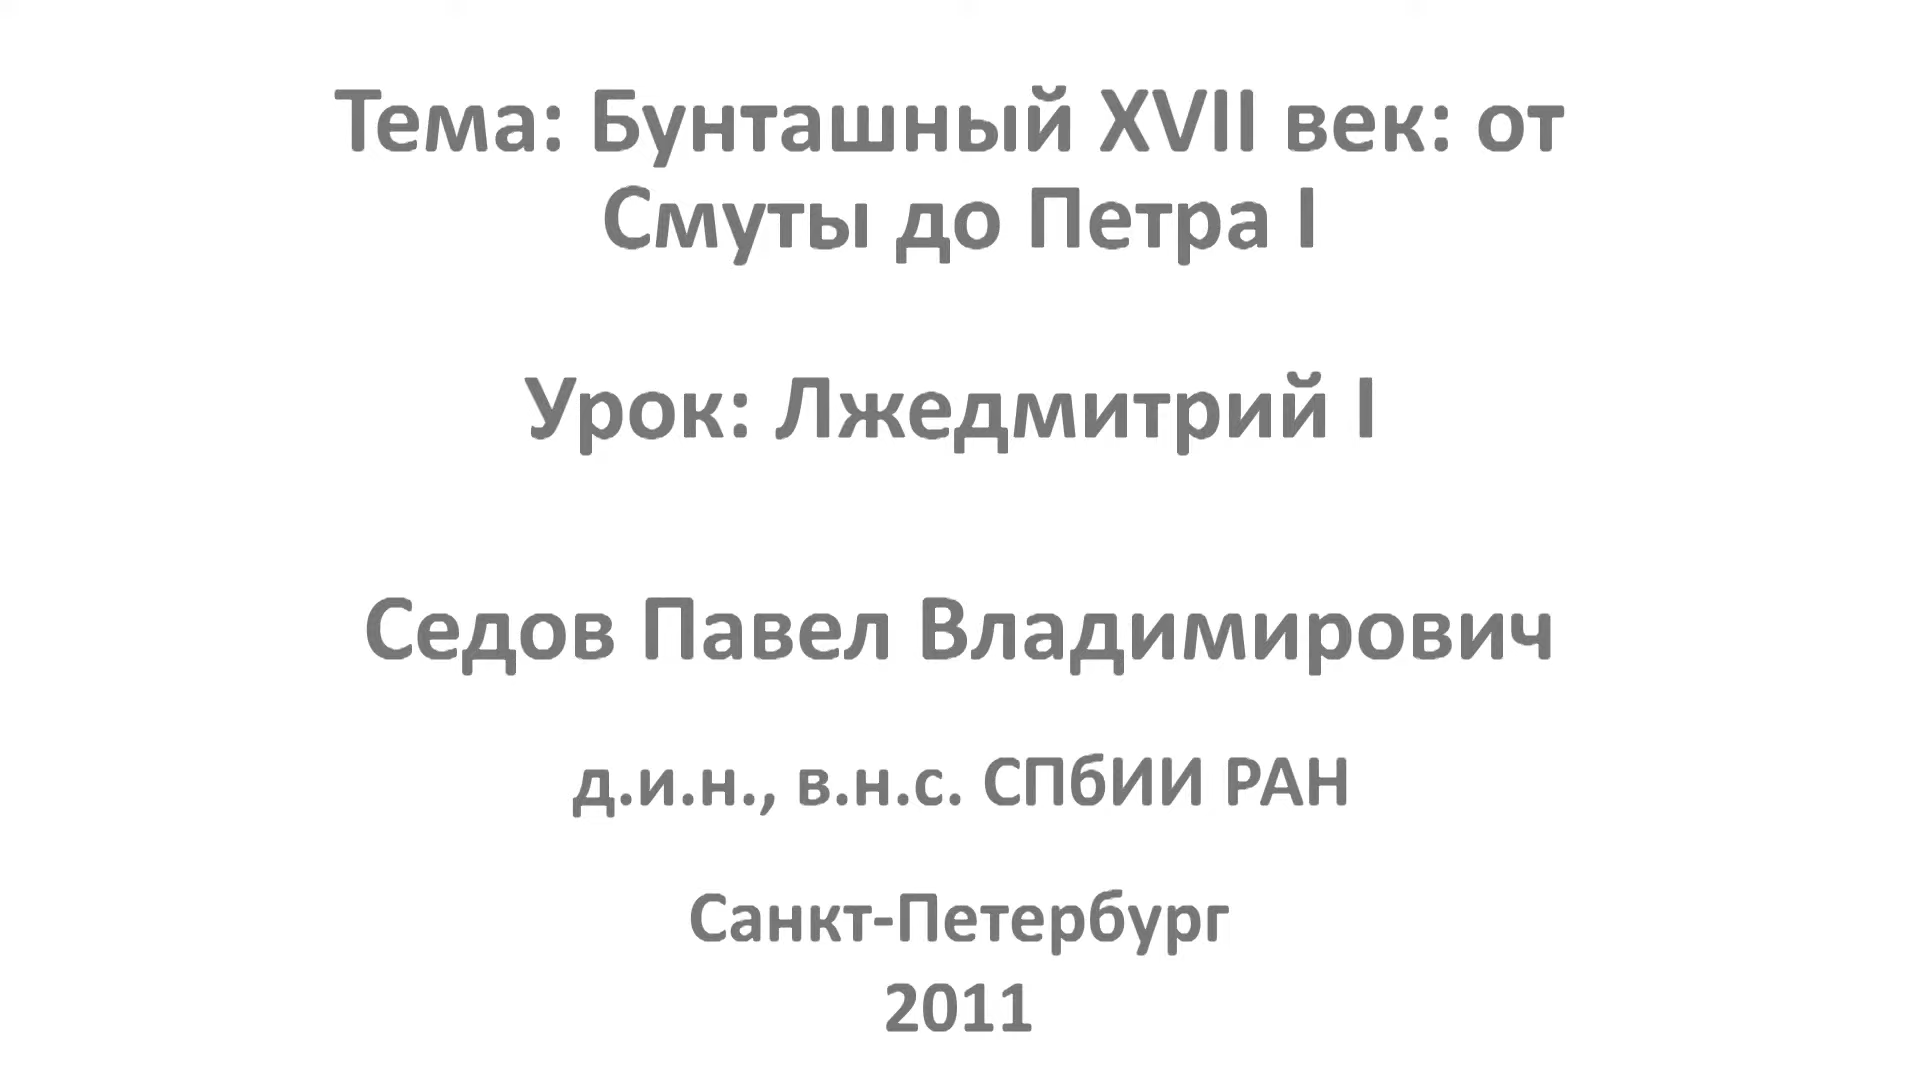 Тема: Бунташный XVII век: от
Смуты до Петра I
Урок: Лжедмитрий I
Седов Павел Владимирович
д.и.н., в.н.с. СПбИИ РАН
Санкт-Петербург
2011